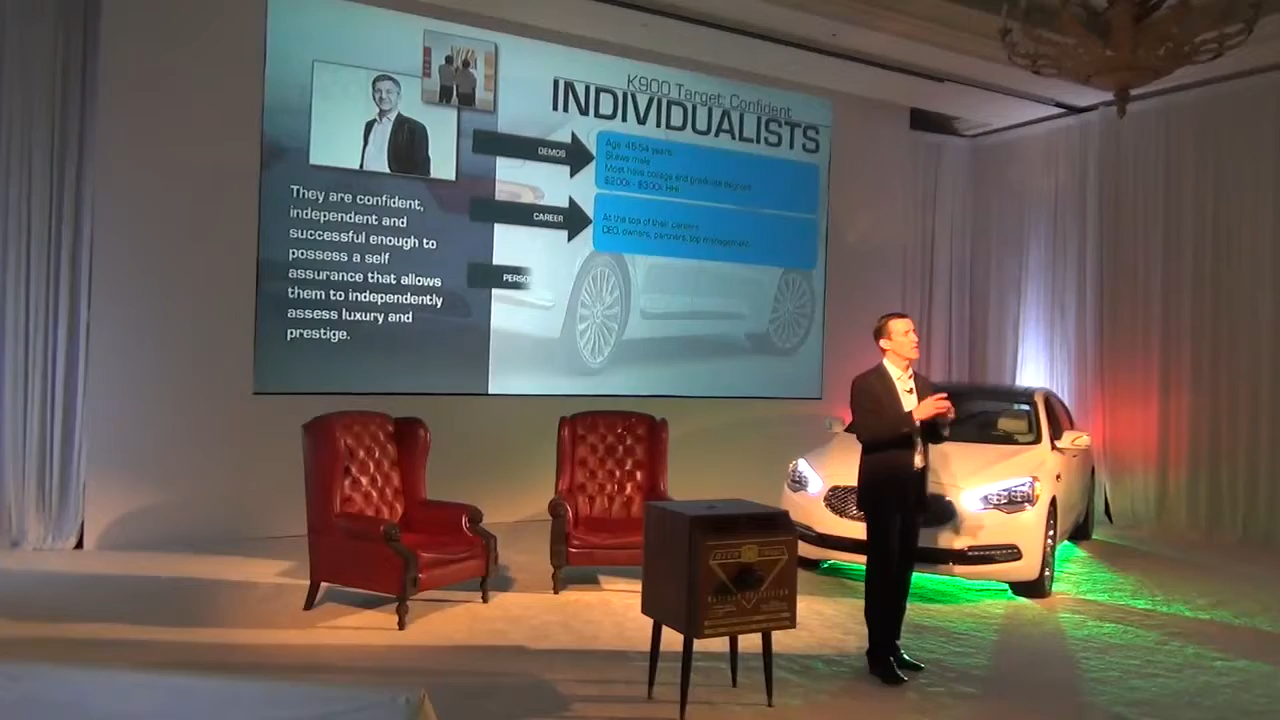 K900 Target: Confident
INDIVIDUALISTS
They are confident,
independent and
successful enough to
possess a self
assurance that allows
them to independently
assess luxury and
prestige.
DEMOS
Age 45-54 years
Skews male
Most have college and graduate degrees
$200k - $300k HHI
CAREER
At the top of their careers
CEO, owners, partners, top management
PERSO